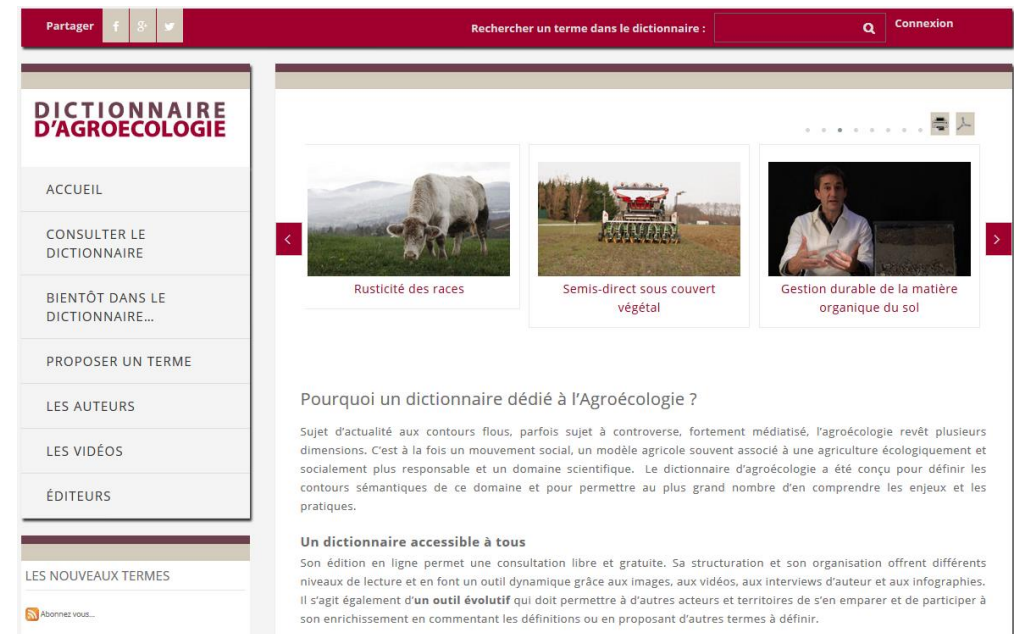 Partager
Rechercher un terme dans le dictionnaire :
Connexion
DICTIONNAIRE
D'AGROECOLOGIE
ACCUEIL
CONSULTER LE
DICTIONNAIRE
BIENTÔT DANS LE
DICTIONNAIRE...
PROPOSER UN TERME
LES AUTEURS
LES VIDÉOS
ÉDITEURS
LES NOUVEAUX TERMES
Abonnez vous...
Rusticité des races
Semis-direct sous couvert
végétal
Gestion durable de la matière
organique du sol
Pourquoi un dictionnaire dédié à l'Agroécologie ?
Sujet d'actualité aux contours flous, parfois sujet à controverse, fortement médiatisé, l'agroécologie revêt plusieurs
dimensions. C'est à la fois un mouvement social, un modèle agricole souvent associé à une agriculture écologiquement et
socialement plus responsable et un domaine scientifique. Le dictionnaire d'agroécologie a été conçu pour définir les
contours sémantiques de ce domaine et pour permettre au plus grand nombre d'en comprendre les enjeux et les
pratiques.
Un dictionnaire accessible à tous
Son édition en ligne permet une consultation libre et gratuite. Sa structuration et son organisation offrent différents
niveaux de lecture et en font un outil dynamique grâce aux images, aux vidéos, aux interviews d'auteur et aux infographies.
Il s'agit également d'un outil évolutif qui doit permettre à d'autres acteurs et territoires de s'en emparer et de participer à
son enrichissement en commentant les définitions ou en proposant d'autres termes à définir.